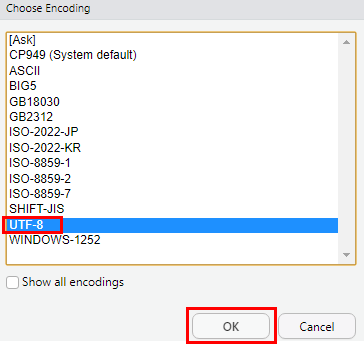 Choose Encoding
[Ask]
CP949 (System default)
ASCII
BIG5
GB18030
GB2312
ISO-2022-JP
ISO-2022-KR
ISO-8859-1
ISO-8859-2
ISO-8859-7
SHIFT-JIS
UTF-8
WINDOWS-1252
Show all encodings
OK Cancel